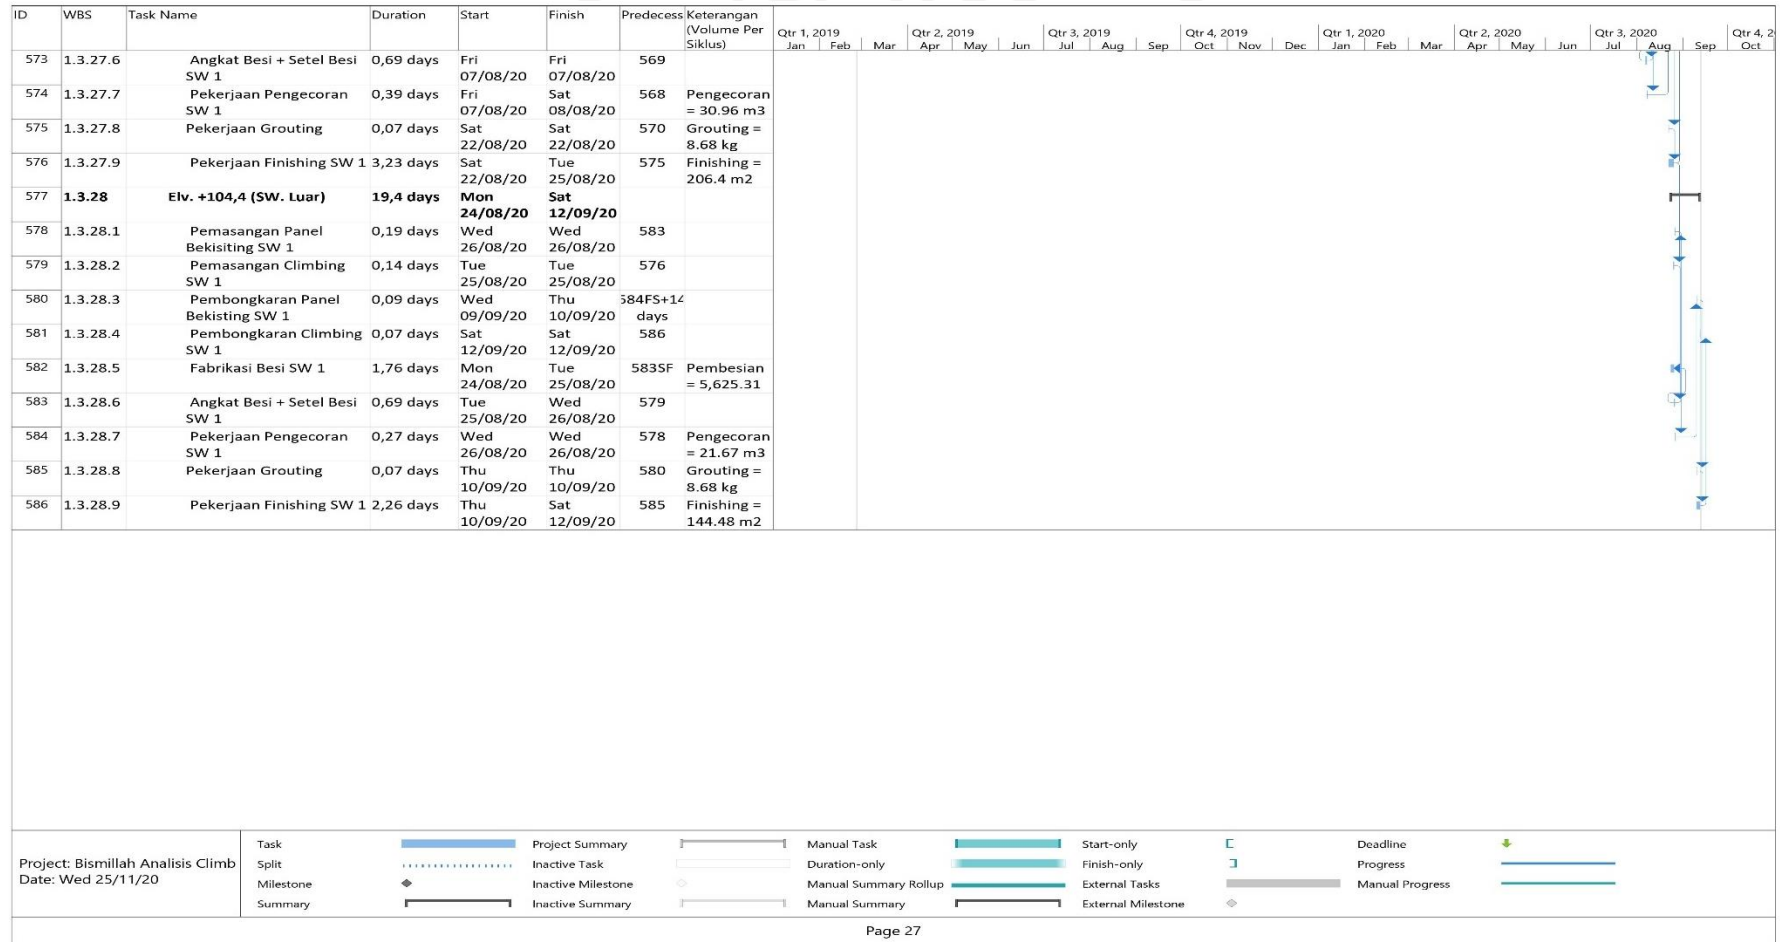 ID WBS Task Name Duration Start Finish Predecess Keterangan
(Volume Per
Siklus)
Qtr 1, 2019 Qtr 2, 2019 Qtr 3, 2019 Qtr 4, 2019 Qtr 1, 2020 Qtr 2, 2020 Qtr 3, 2020 Qtr 4, 2
Jan Feb Mar Apr May Jun Jul Aug Sep Oct Nov Dec Jan Feb Mar Apr May Jun Jul Aug Sep Oct
573 1.3.27.6 Angkat Besi + Setel Besi 0,69 days Fri Fri 569
SW 1 07/08/20 07/08/20
574 1.3.27.7 Pekerjaan Pengecoran 0,39 days Fri Sat 568 Pengecoran
SW 1 07/08/20 08/08/20 = 30.96 m3
575 1.3.27.8 Pekerjaan Grouting 0,07 days Sat Sat 570 Grouting =
22/08/20 22/08/20 8.68 kg
576 1.3.27.9 Pekerjaan Finishing SW 1 3,23 days Sat Tue 575 Finishing =
22/08/20 25/08/20 206.4 m2
577 1.3.28 Elv. +104,4 (SW. Luar) 19,4 days Mon Sat
24/08/20 12/09/20
578 1.3.28.1 Pemasangan Panel 0,19 days Wed Wed 583
Bekisiting SW 1 26/08/20 26/08/20
579 1.3.28.2 Pemasangan Climbing 0,14 days Tue Tue 576
SW 1 25/08/20 25/08/20
580 1.3.28.3 Pembongkaran Panel 0,09 days Wed Thu 584FS+14
Bekisting SW 1 09/09/20 10/09/20 days
581 1.3.28.4 Pembongkaran Climbing 0,07 days Sat Sat 586
SW 1 12/09/20 12/09/20
582 1.3.28.5 Fabrikasi Besi SW 1 1,76 days Mon Tue 583SF Pembesian
24/08/20 25/08/20 = 5,625.31
583 1.3.28.6 Angkat Besi + Setel Besi 0,69 days Tue Wed 579
SW 1 25/08/20 26/08/20
584 1.3.28.7 Pekerjaan Pengecoran 0,27 days Wed Wed 578 Pengecoran
SW 1 26/08/20 26/08/20 = 21.67 m3
585 1.3.28.8 Pekerjaan Grouting 0,07 days Thu Thu 580 Grouting =
10/09/20 10/09/20 8.68 kg
586 1.3.28.9 Pekerjaan Finishing SW 1 2,26 days Thu Sat 585 Finishing =
10/09/20 12/09/20 144.48 m2
Project: Bismillah Analisis Climb
Date: Wed 25/11/20
Task Project Summary Manual Task Start-only Deadline
Split Inactive Task Duration-only Finish-only Progress
Milestone Inactive Milestone Manual Summary Rollup External Tasks Manual Progress
Summary Inactive Summary Manual Summary External Milestone
Page 27